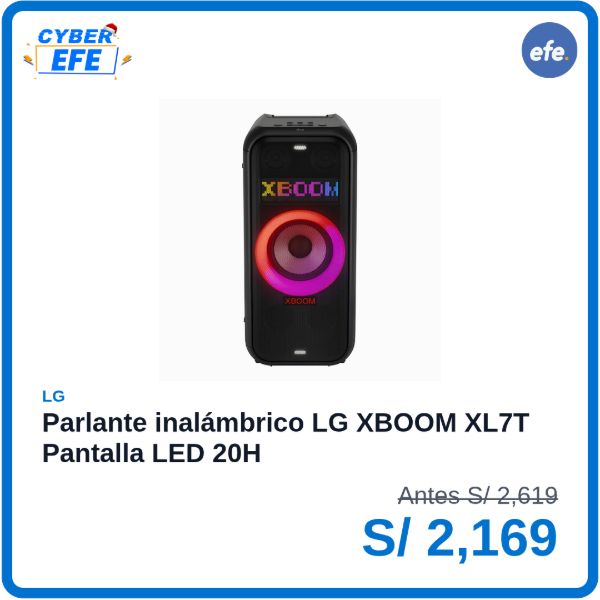 CYBER
EFE
efe.
XBOOM
XBOOM
LG
Parlante inalámbrico LG XBOOM XL7T
Pantalla LED 20H
Antes S/ 2,619
S/ 2,169